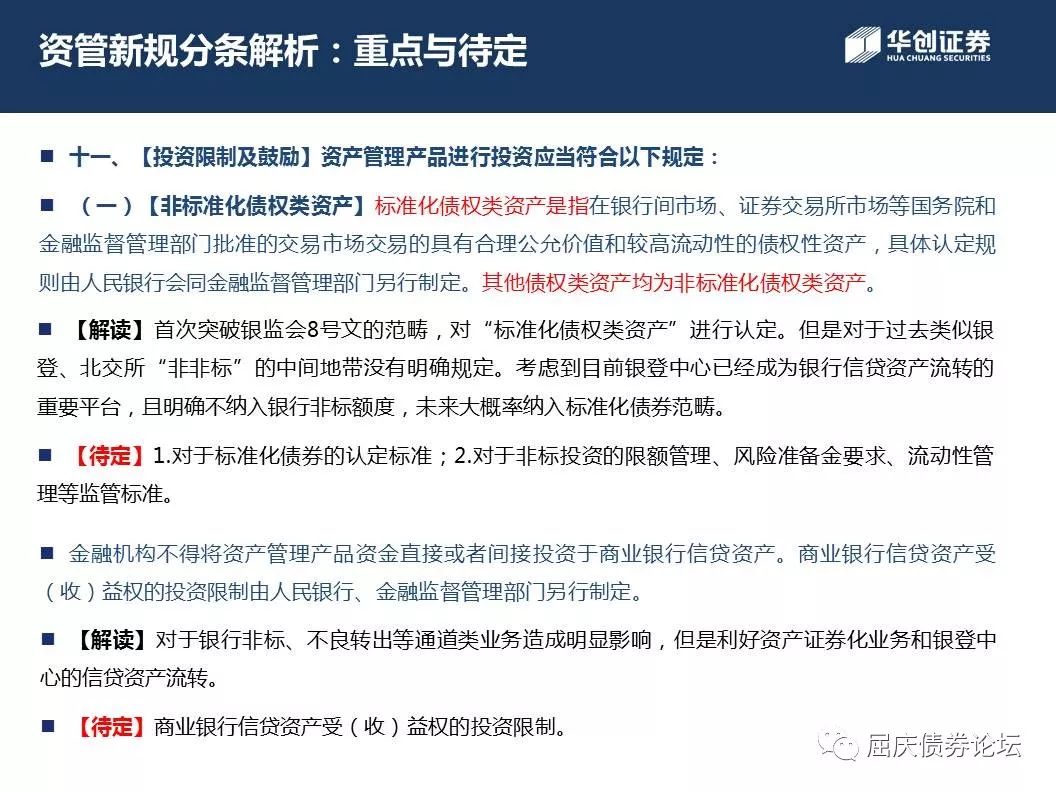 资管新规分条解析：重点与待定
华创证券
HUA CHUANG SECURITIES
■ 十一、【投资限制及鼓励】资产管理产品进行投资应当符合以下规定：
■ （一）【非标准化债权类资产】标准化债权类资产是指在银行间市场、证券交易所市场等国务院和
金融监督管理部门批准的交易市场交易的具有合理公允价值和较高流动性的债权性资产，具体认定规
则由人民银行会同金融监督管理部门另行制定。其他债权类资产均为非标准化债权类资产。
■ 【解读】首次突破银监会8号文的范畴，对“标准化债权类资产”进行认定。但是对于过去类似银
登、北交所“非非标”的中间地带没有明确规定。考虑到目前银登中心已经成为银行信贷资产流转的
重要平台，且明确不纳入银行非标额度，未来大概率纳入标准化债券范畴。
■ 【待定】1.对于标准化债券的认定标准；2.对于非标投资的限额管理、风险准备金要求、流动性管
理等监管标准。
■ 金融机构不得将资产管理产品资金直接或者间接投资于商业银行信贷资产。商业银行信贷资产受
（收）益权的投资限制由人民银行、金融监督管理部门另行制定。
■ 【解读】对于银行非标、不良转出等通道类业务造成明显影响，但是利好资产证券化业务和银登中
心的信贷资产流转。
■ 【待定】商业银行信贷资产受（收）益权的投资限制。
屈庆债券论坛